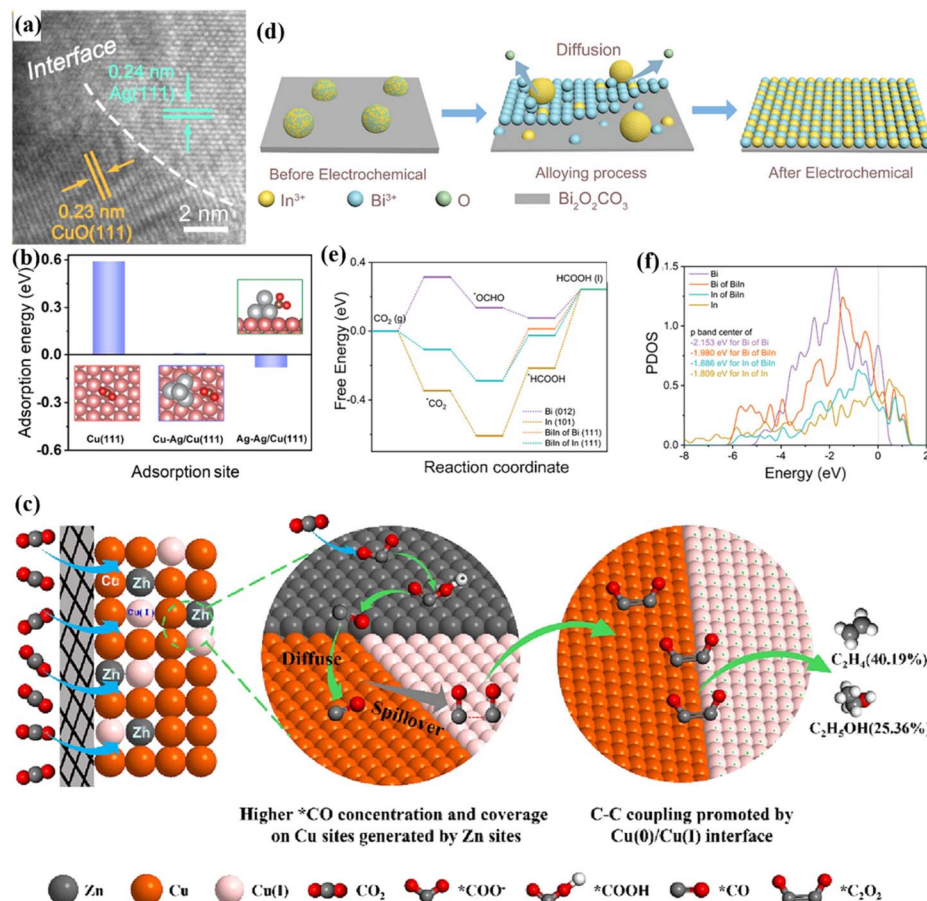 (a)
Interface
0.24 nm
Ag(111)
0.23 nm
CuO(111)
2 nm
(d)
Diffusion
Before Electrochemical
Alloying process
After Electrochemical
In³⁺
Bi³⁺
O
Bi₂O₂CO₃
(b)
Adsorption energy (eV)
0.6
0.3
0.0
-0.3
-0.6
Cu(111)
Cu-Ag/Cu(111)
Ag-Ag/Cu(111)
Adsorption site
(e)
Free Energy (eV)
0.4
0.0
-0.4
CO₂ (g)
*OCHO
HCOOH (l)
*CO₂
*HCOOH
Bi (012)
In (101)
BiIn of Bi (111)
BiIn of In (111)
Reaction coordinate
(f)
PDOS
1.5
1.0
0.5
0.0
Bi
Bi of BiIn
In of BiIn
In
p band center of
-2.153 eV for Bi of Bi
-1.980 eV for Bi of BiIn
-1.886 eV for In of BiIn
-1.809 eV for In of In
-8 -6 -4 -2 0 2
Energy (eV)
(c)
Cu
Zn
Cu(I)
Zn
Zn
Zn
Diffuse
Spillover
C₂H₄(40.19%)
C₂H₅OH(25.36%)
Higher *CO concentration and coverage
on Cu sites generated by Zn sites
C-C coupling promoted by
Cu(0)/Cu(I) interface
Zn
Cu
Cu(I)
CO₂
*COO⁻
*COOH
*CO
*C₂O₂